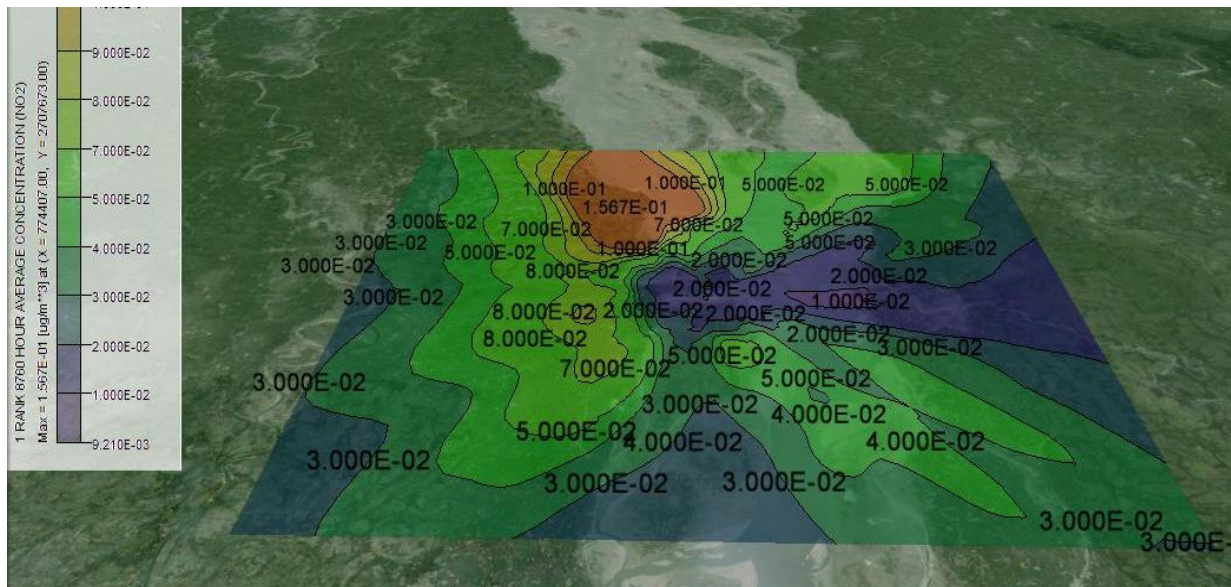 1 RANK 8760 HOUR AVERAGE CONCENTRATION (NO2)
Max = 1.567E-01 [ug/m**3] at (X = 774407.00, Y = 2707673.00)
9.000E-02
8.000E-02
7.000E-02
5.000E-02
4.000E-02
3.000E-02
2.000E-02
1.000E-02
9.210E-03
1.000E-01
1.000E-01
5.000E-02
5.000E-02
1.567E-01
3.000E-02
7.000E-02
7.000E-02
5.000E-02
3.000E-02
5.000E-02
1.000E-01
5.000E-02
3.000E-02
3.000E-02
8.000E-02
2.000E-02
2.000E-02
3.000E-02
2.000E-02
1.000E-02
8.000E-02
2.000E-02
2.000E-02
8.000E-02
2.000E-02
3.000E-02
7.000E-02
5.000E-02
3.000E-02
5.000E-02
3.000E-02
4.000E-02
5.000E-02
4.000E-02
4.000E-02
3.000E-02
3.000E-02
3.000E-02
3.000E-02